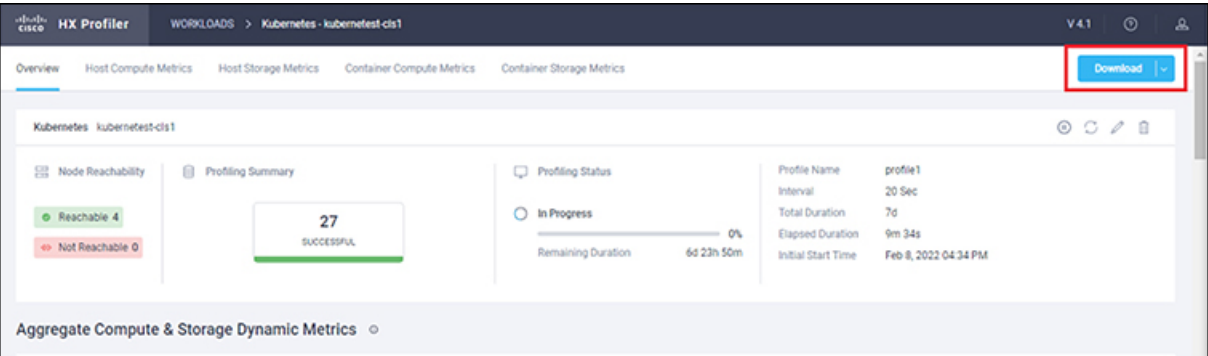 cisco HX Profiler WORKLOADS > Kubernetes - kubernetest-cls1 V 4.1
Overview Host Compute Metrics Host Storage Metrics Container Compute Metrics Container Storage Metrics Download
Kubernetes kubernetest-cls1
Node Reachability
Reachable 4
Not Reachable 0
Profiling Summary
27
SUCCESSFUL
Profiling Status
In Progress
0%
Remaining Duration 6d 23h 50m
Profile Name profile1
Interval 20 Sec
Total Duration 7d
Elapsed Duration 9m 34s
Initial Start Time Feb 8, 2022 04:34 PM
Aggregate Compute & Storage Dynamic Metrics